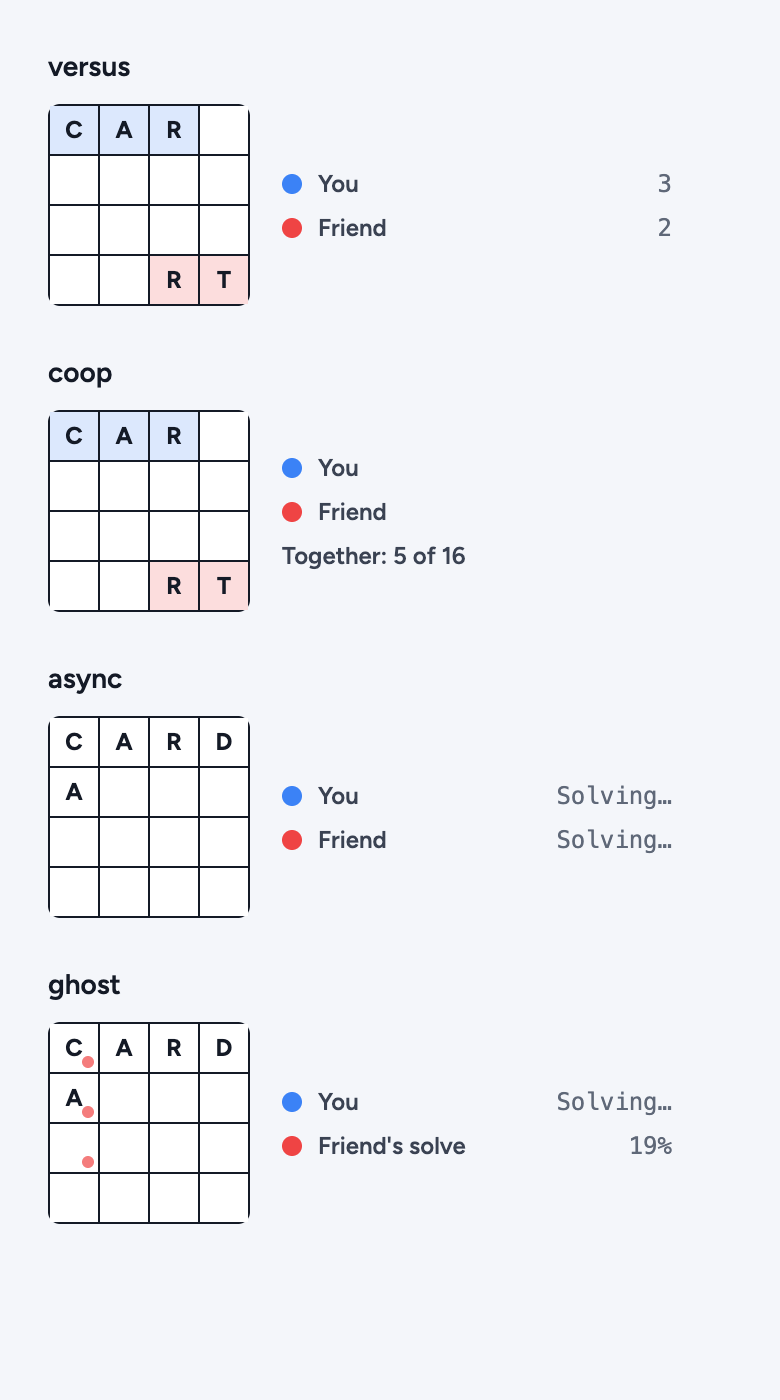 versus
C A R
You 3
Friend 2
R T
coop
C A R
You
Friend
Together: 5 of 16
R T
async
C A R D
A
You Solving…
Friend Solving…
ghost
C A R D
A
You Solving…
Friend's solve 19%